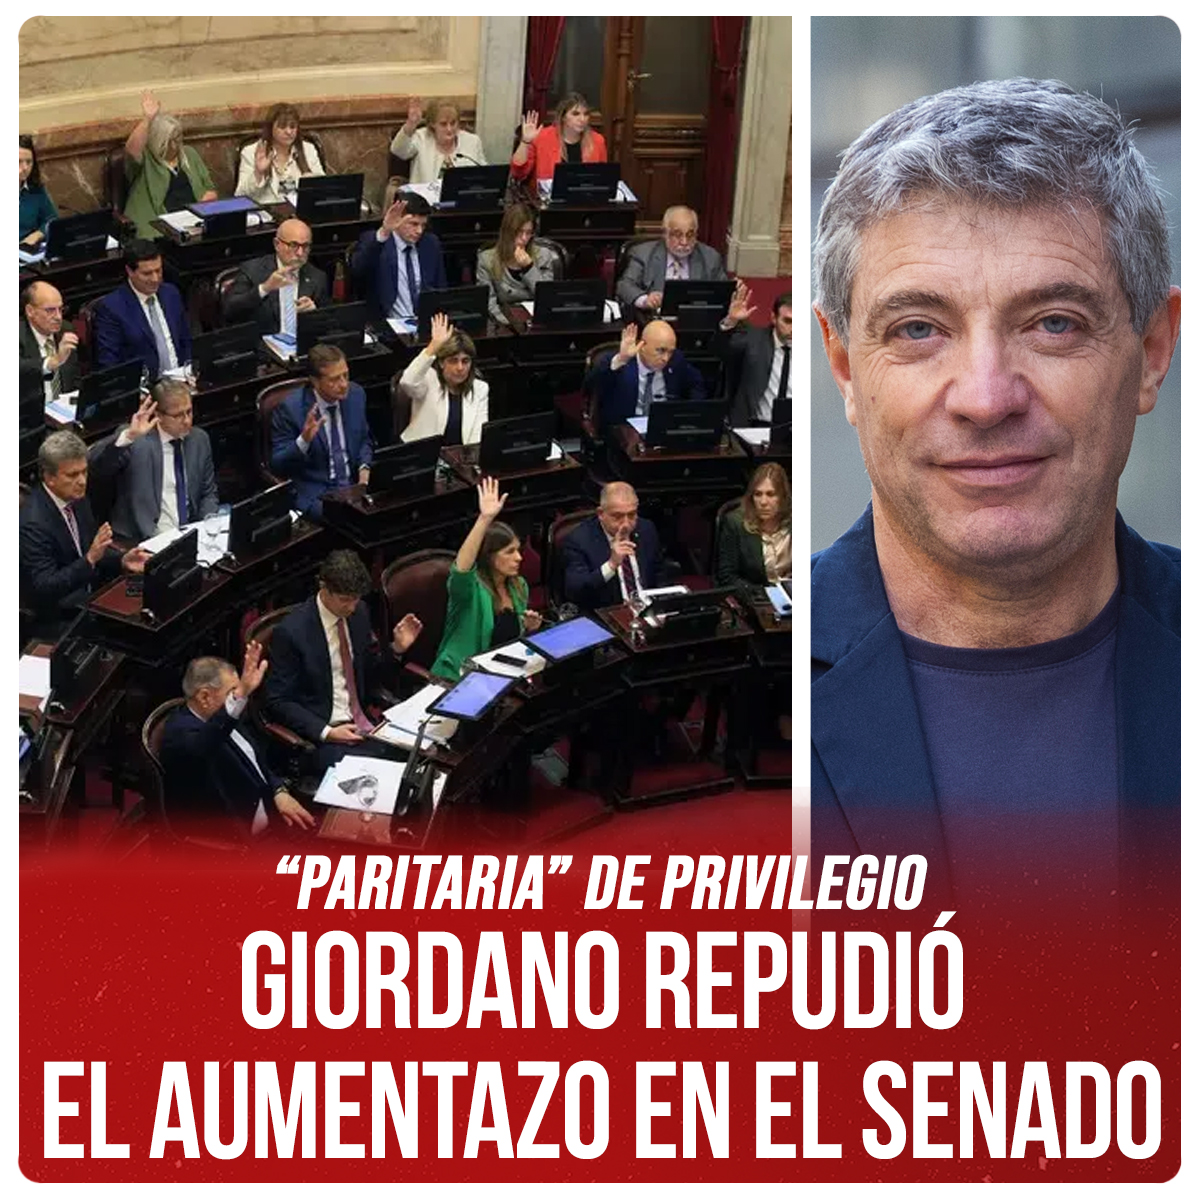 “PARITARIA” DE PRIVILEGIO
GIORDANO REPUDIÓ
EL AUMENTAZO EN EL SENADO